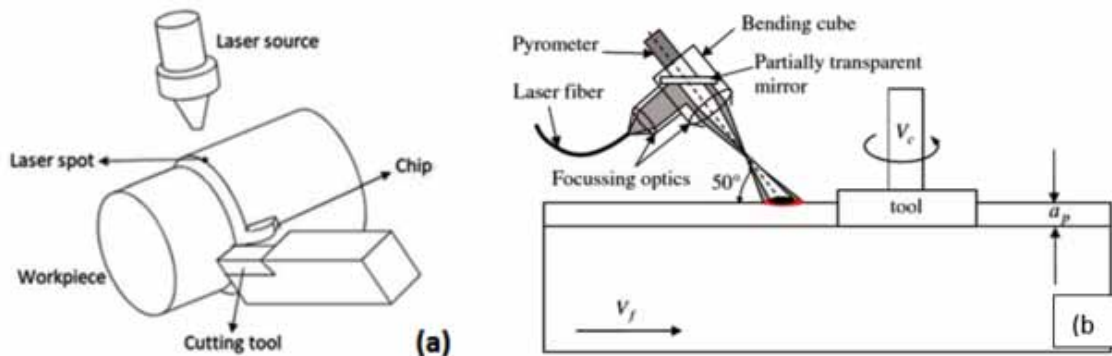 Laser source
Laser spot
Chip
Workpiece
Cutting tool
(a)
Bending cube
Pyrometer
Partially transparent
mirror
Laser fiber
Focussing optics
50°
V_c
tool
a_p
V_f
(b